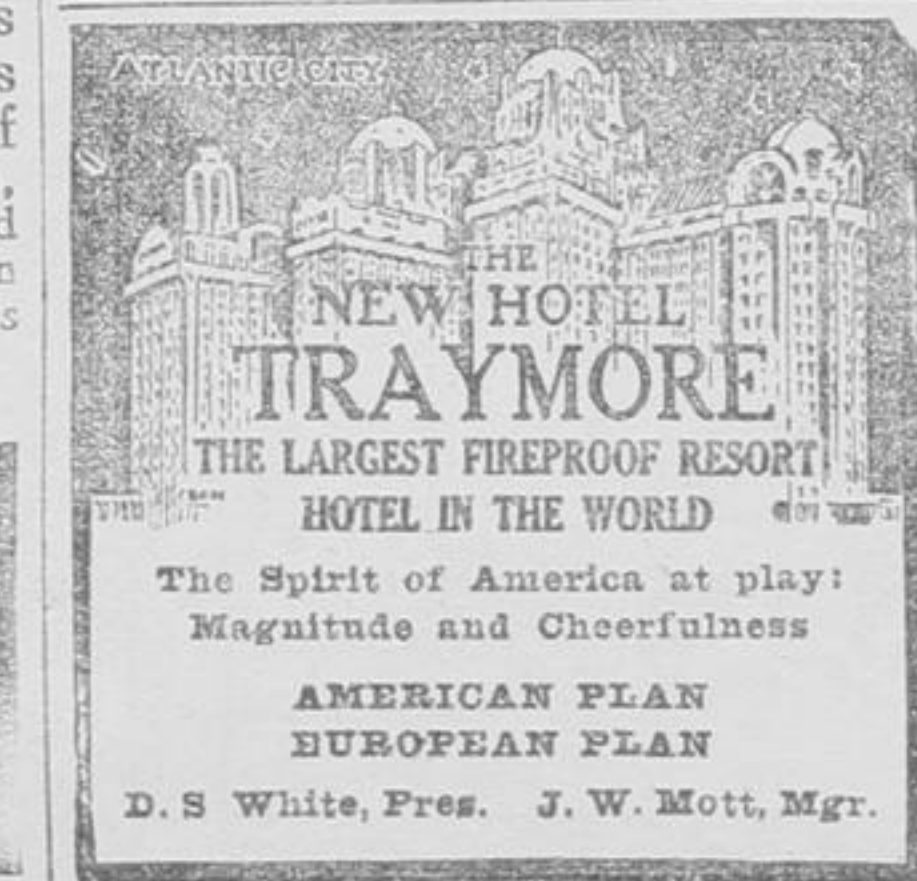 ATLANTIC CITY
THE
NEW HOTEL
TRAYMORE
THE LARGEST FIREPROOF RESORT
HOTEL IN THE WORLD
The Spirit of America at play:
Magnitude and Cheerfulness
AMERICAN PLAN
EUROPEAN PLAN
D. S White, Pres. J. W. Mott, Mgr.